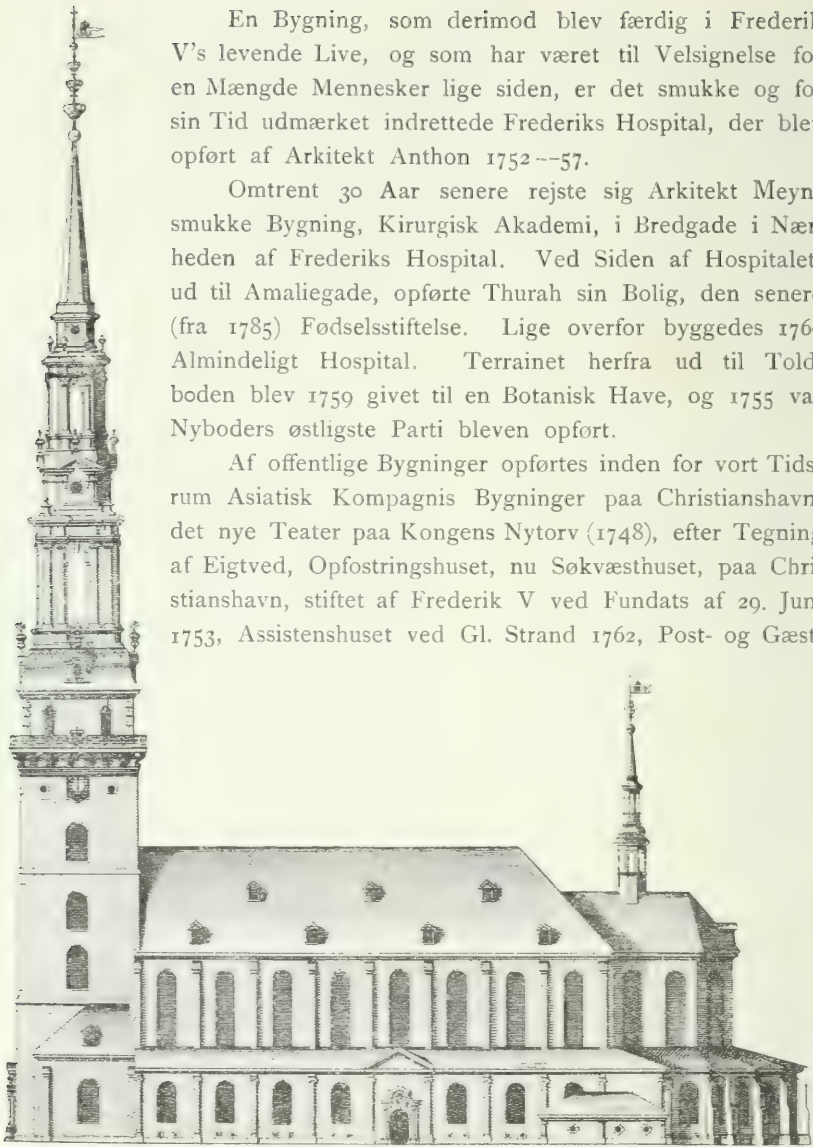 En Bygning, som derimod blev færdig i Frederik
V's levende Live, og som har været til Velsignelse fo
en Mængde Mennesker lige siden, er det smukke og fo
sin Tid udmærket indrettede Frederiks Hospital, der ble
opført af Arkitekt Anthon 1752--57.
Omtrent 30 Aar senere rejste sig Arkitekt Meyn
smukke Bygning, Kirurgisk Akademi, i Bredgade i Nær
heden af Frederiks Hospital. Ved Siden af Hospitalet
ud til Amaliegade, opførte Thurah sin Bolig, den sener
(fra 1785) Fødselsstiftelse. Lige overfor byggedes 176
Almindeligt Hospital. Terrainet herfra ud til Told
boden blev 1759 givet til en Botanisk Have, og 1755 va
Nyboders østligste Parti bleven opført.
Af offentlige Bygninger opførtes inden for vort Tids
rum Asiatisk Kompagnis Bygninger paa Christianshavn
det nye Teater paa Kongens Nytorv (1748), efter Tegning
af Eigtved, Opfostringshuset, nu Søkvæsthuset, paa Chri
stianshavn, stiftet af Frederik V ved Fundats af 29. Jun
1753, Assistenshuset ved Gl. Strand 1762, Post- og Gæst